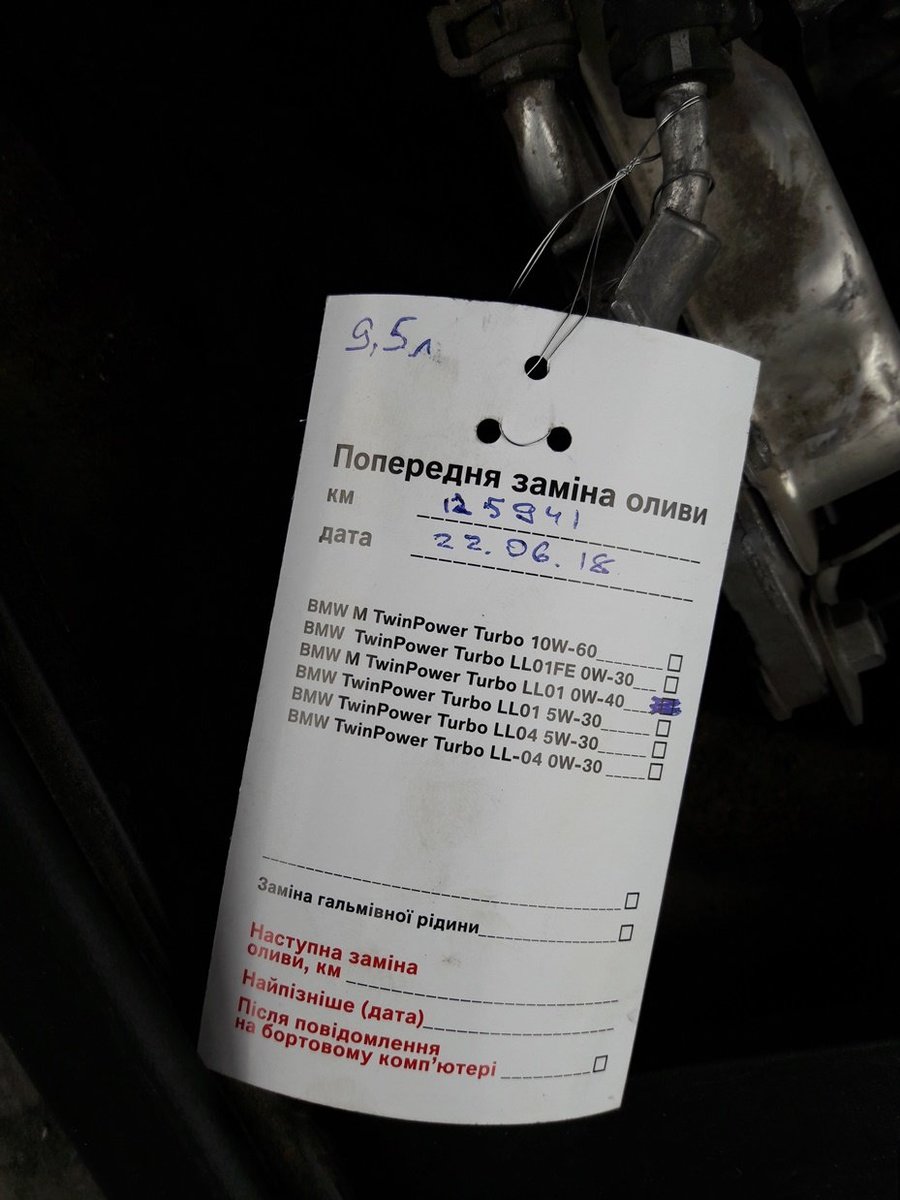 9,5л
Попередня заміна оливи
км 125941
дата 22.06.18
BMW M TwinPower Turbo 10W-60
BMW TwinPower Turbo LL01FE 0W-30
BMW M TwinPower Turbo LL01 0W-40
BMW TwinPower Turbo LL01 5W-30
BMW TwinPower Turbo LL04 5W-30
BMW TwinPower Turbo LL-04 0W-30
Заміна гальмівної рідини
Наступна заміна
оливи, км
Найпізніше (дата)
Після повідомлення
на бортовому комп'ютері